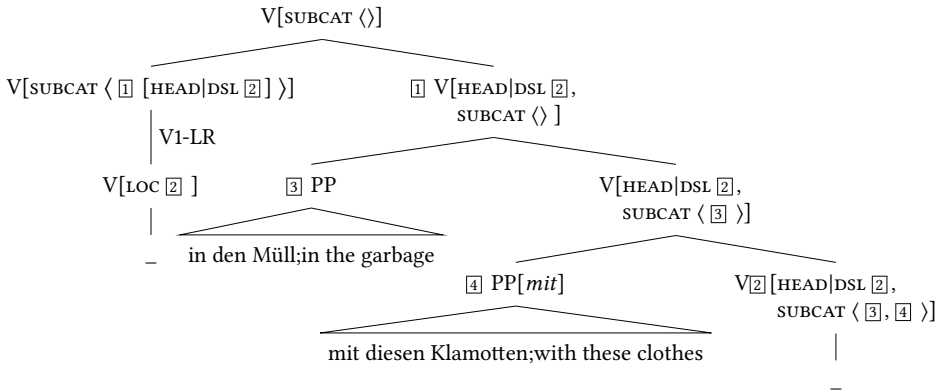 V[SUBCAT ⟨⟩]
V[SUBCAT ⟨ 1 [HEAD|DSL 2] ⟩]
1 V[HEAD|DSL 2,
SUBCAT ⟨⟩ ]
V1-LR
V[LOC 2 ]
3 PP
V[HEAD|DSL 2,
SUBCAT ⟨ 3 ⟩]
_
in den Müll;in the garbage
4 PP[mit]
V2[HEAD|DSL 2,
SUBCAT ⟨ 3, 4 ⟩]
mit diesen Klamotten;with these clothes
_